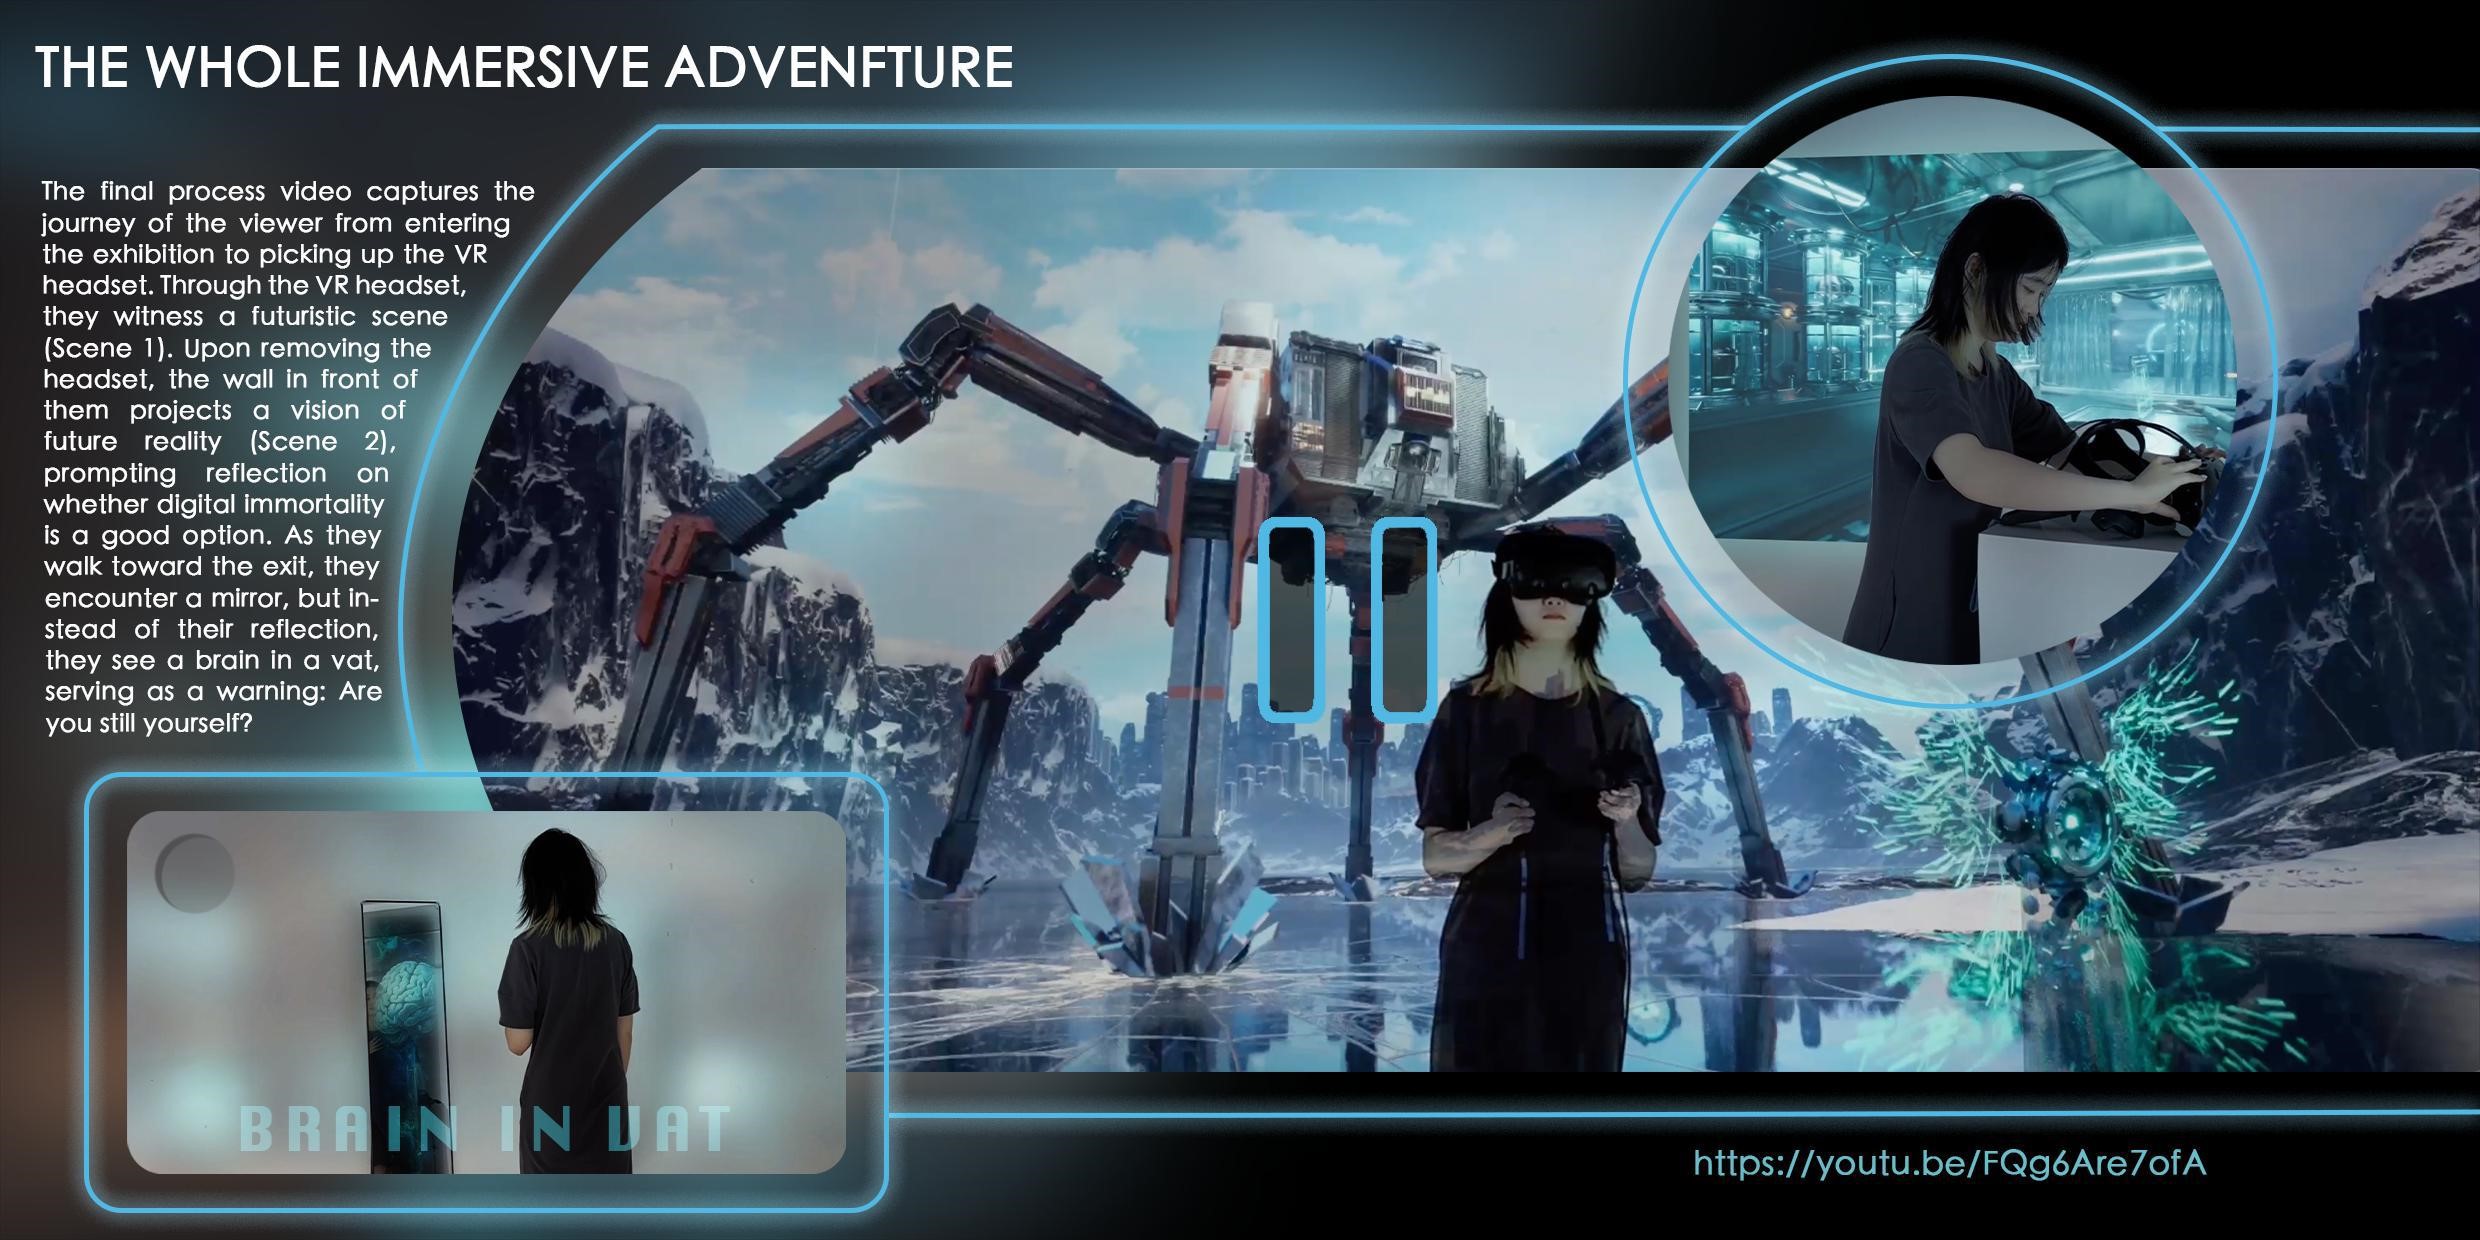 THE WHOLE IMMERSIVE ADVENFTURE
The final process video captures the
journey of the viewer from entering
the exhibition to picking up the VR
headset. Through the VR headset,
they witness a futuristic scene
(Scene 1). Upon removing the
headset, the wall in front of
them projects a vision of
future reality (Scene 2),
prompting reflection on
whether digital immortality
is a good option. As they
walk toward the exit, they
encounter a mirror, but in-
stead of their reflection,
they see a brain in a vat,
serving as a warning: Are
you still yourself?
BRAIN IN VAT
https://youtu.be/FQg6Are7ofA